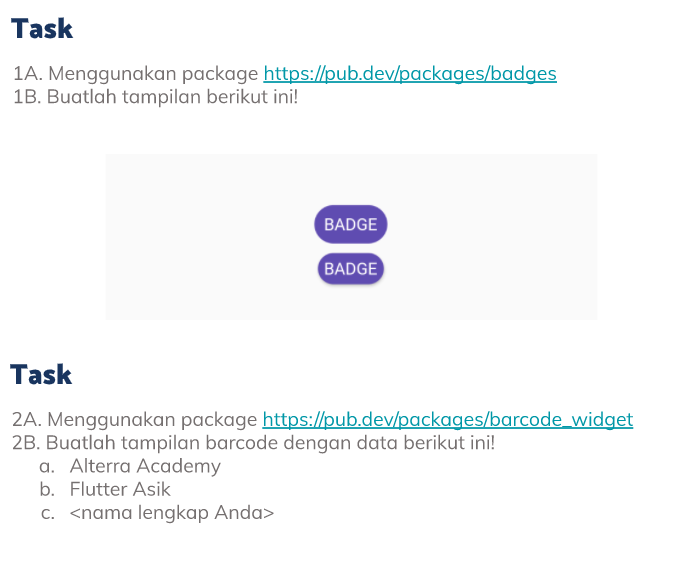 Task
1A. Menggunakan package https://pub.dev/packages/badges
1B. Buatlah tampilan berikut ini!
BADGE
BADGE
Task
2A. Menggunakan package https://pub.dev/packages/barcode_widget
2B. Buatlah tampilan barcode dengan data berikut ini!
a. Alterra Academy
b. Flutter Asik
c. <nama lengkap Anda>